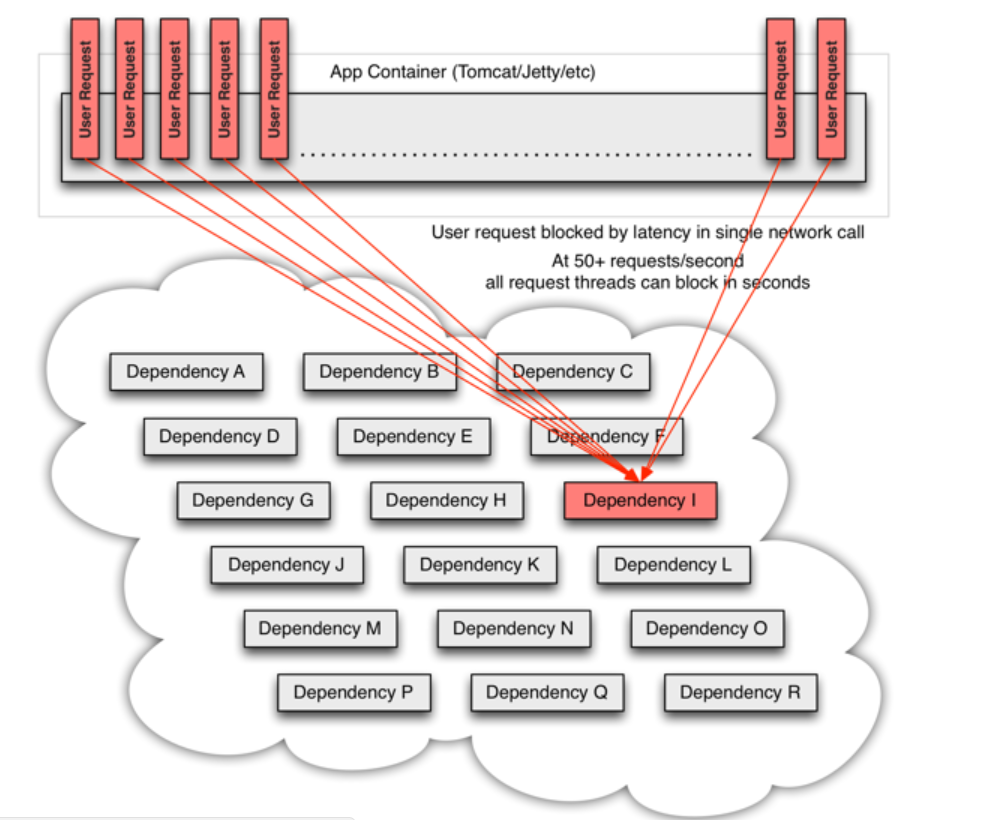 User Request
User Request
User Request
User Request
User Request
User Request
User Request
App Container (Tomcat/Jetty/etc)
User request blocked by latency in single network call
At 50+ requests/second
all request threads can block in seconds
Dependency A
Dependency B
Dependency C
Dependency D
Dependency E
Dependency F
Dependency G
Dependency H
Dependency I
Dependency J
Dependency K
Dependency L
Dependency M
Dependency N
Dependency O
Dependency P
Dependency Q
Dependency R